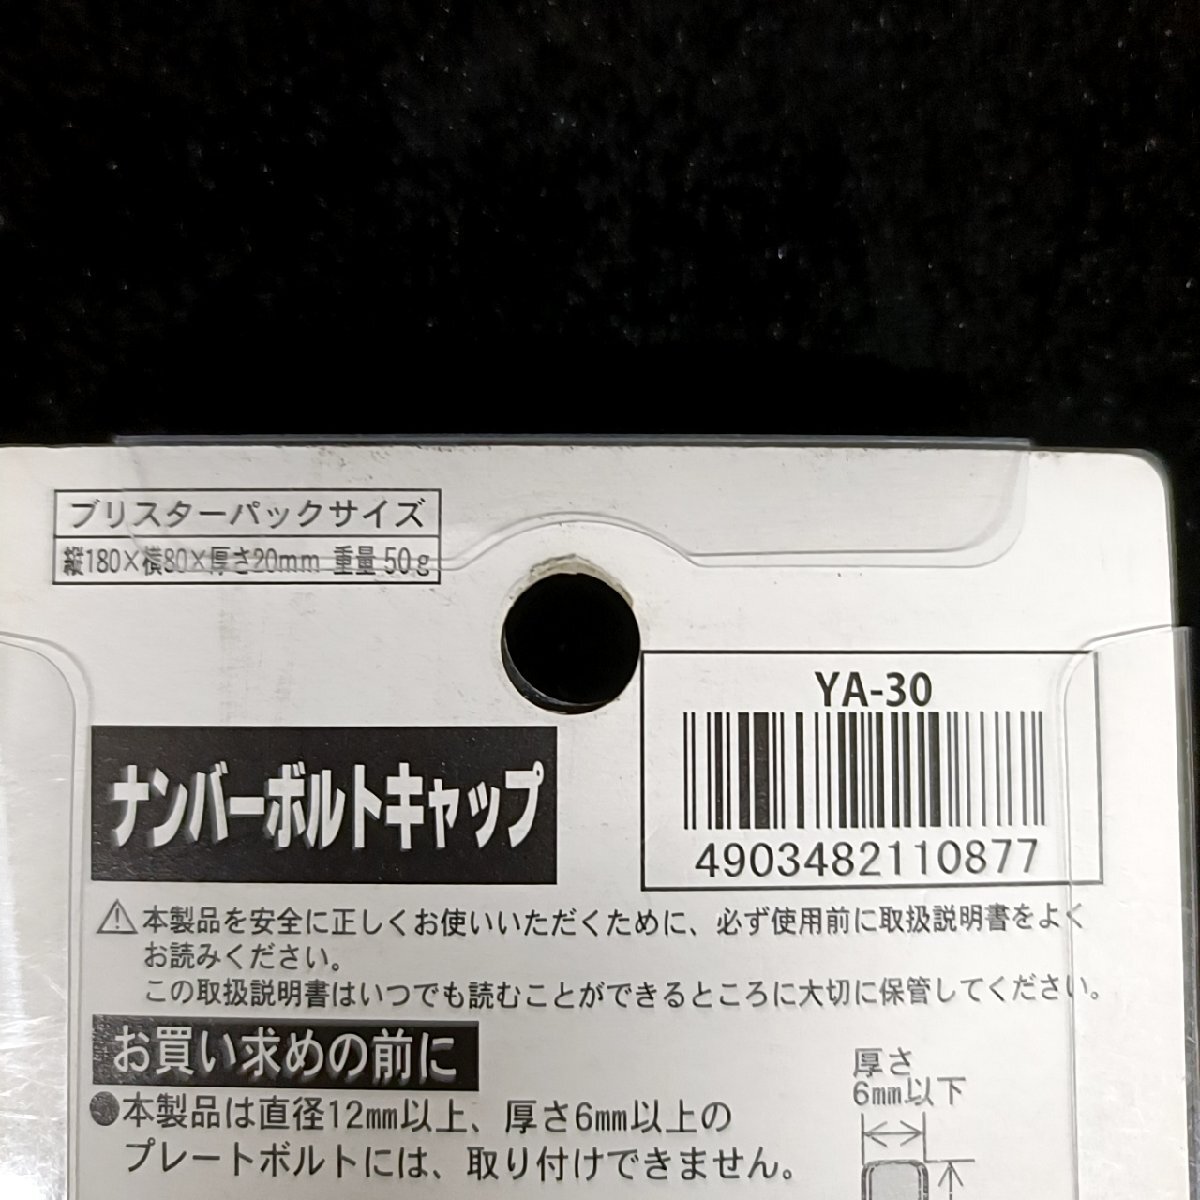 ブリスターパックサイズ
縦180×横80×厚さ20mm 重量 50g
YA-30
4903482110877
ナンバーボルトキャップ
本製品を安全に正しくお使いいただくために、必ず使用前に取扱説明書をよく
お読みください。
この取扱説明書はいつでも読むことができるところに大切に保管してください。
お買い求めの前に
●本製品は直径12mm以上、厚さ6mm以上の
プレートボルトには、取り付けできません。
厚さ
6mm以下